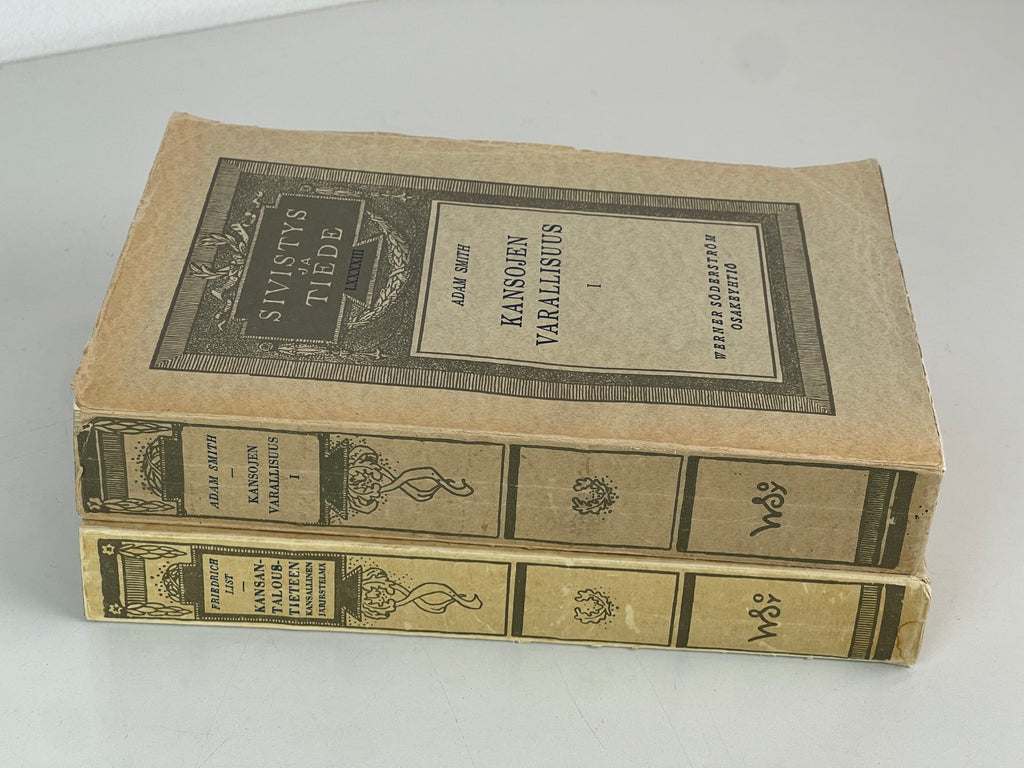 SIVISTYS
JA
TIEDE
LXXXXIII
ADAM SMITH
KANSOJEN
VARALLISUUS
I
WERNER SÖDERSTRÖM
OSAKEYHTIÖ
ADAM SMITH
—
KANSOJEN
VARALLISUUS
I
WSOY
FRIEDRICH
LIST
—
KANSAN-
TALOUS-
TIETEEN
KANSALLINEN
JÄRJESTELMÄ
WSOY